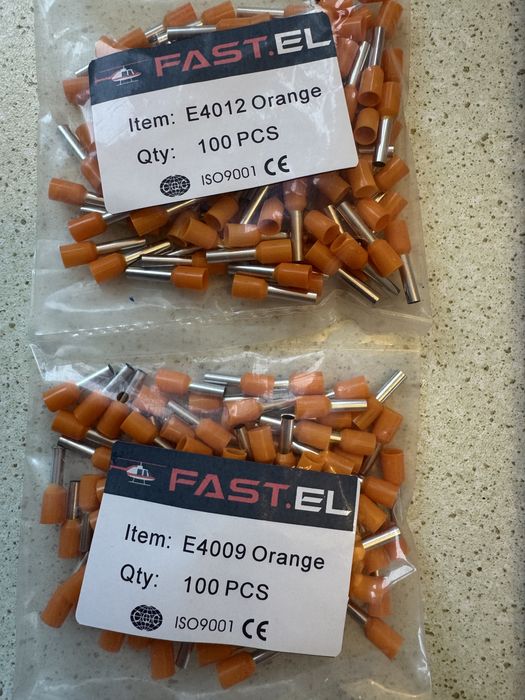 FAST.EL
Item: E4012 Orange
Qty: 100 PCS
ISO9001 CE
FAST.EL
Item: E4009 Orange
Qty: 100 PCS
ISO9001 CE